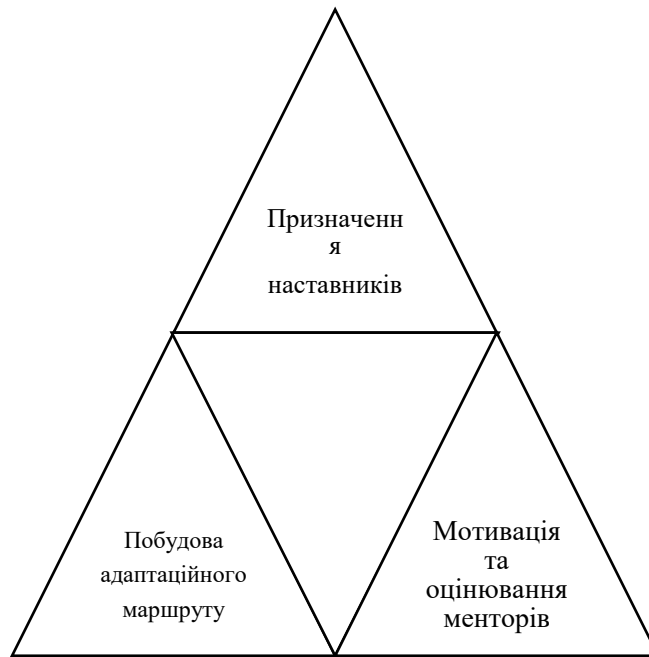 Призначенн
я
наставників
Побудова
адаптаційного
маршруту
Мотивація
та
оцінювання
менторів